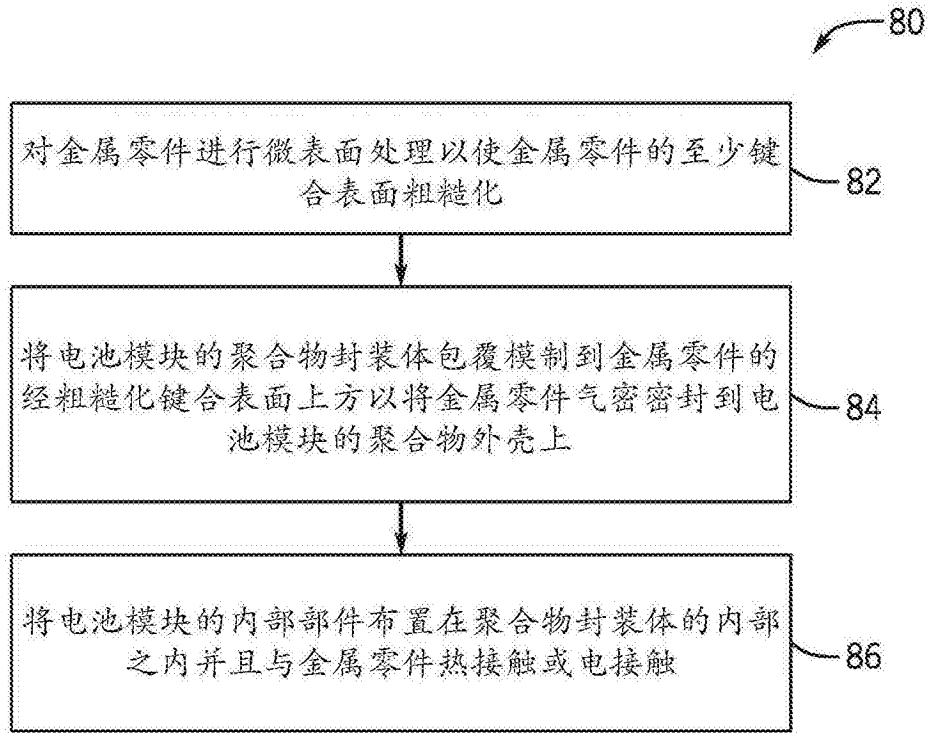 80
对金属零件进行微表面处理以使金属零件的至少键
合表面粗糙化
82
将电池模块的聚合物封装体包覆模制到金属零件的
经粗糙化键合表面上方以将金属零件气密密封到电
池模块的聚合物外壳上
84
将电池模块的内部部件布置在聚合物封装体的内部
之内并且与金属零件热接触或电接触
86